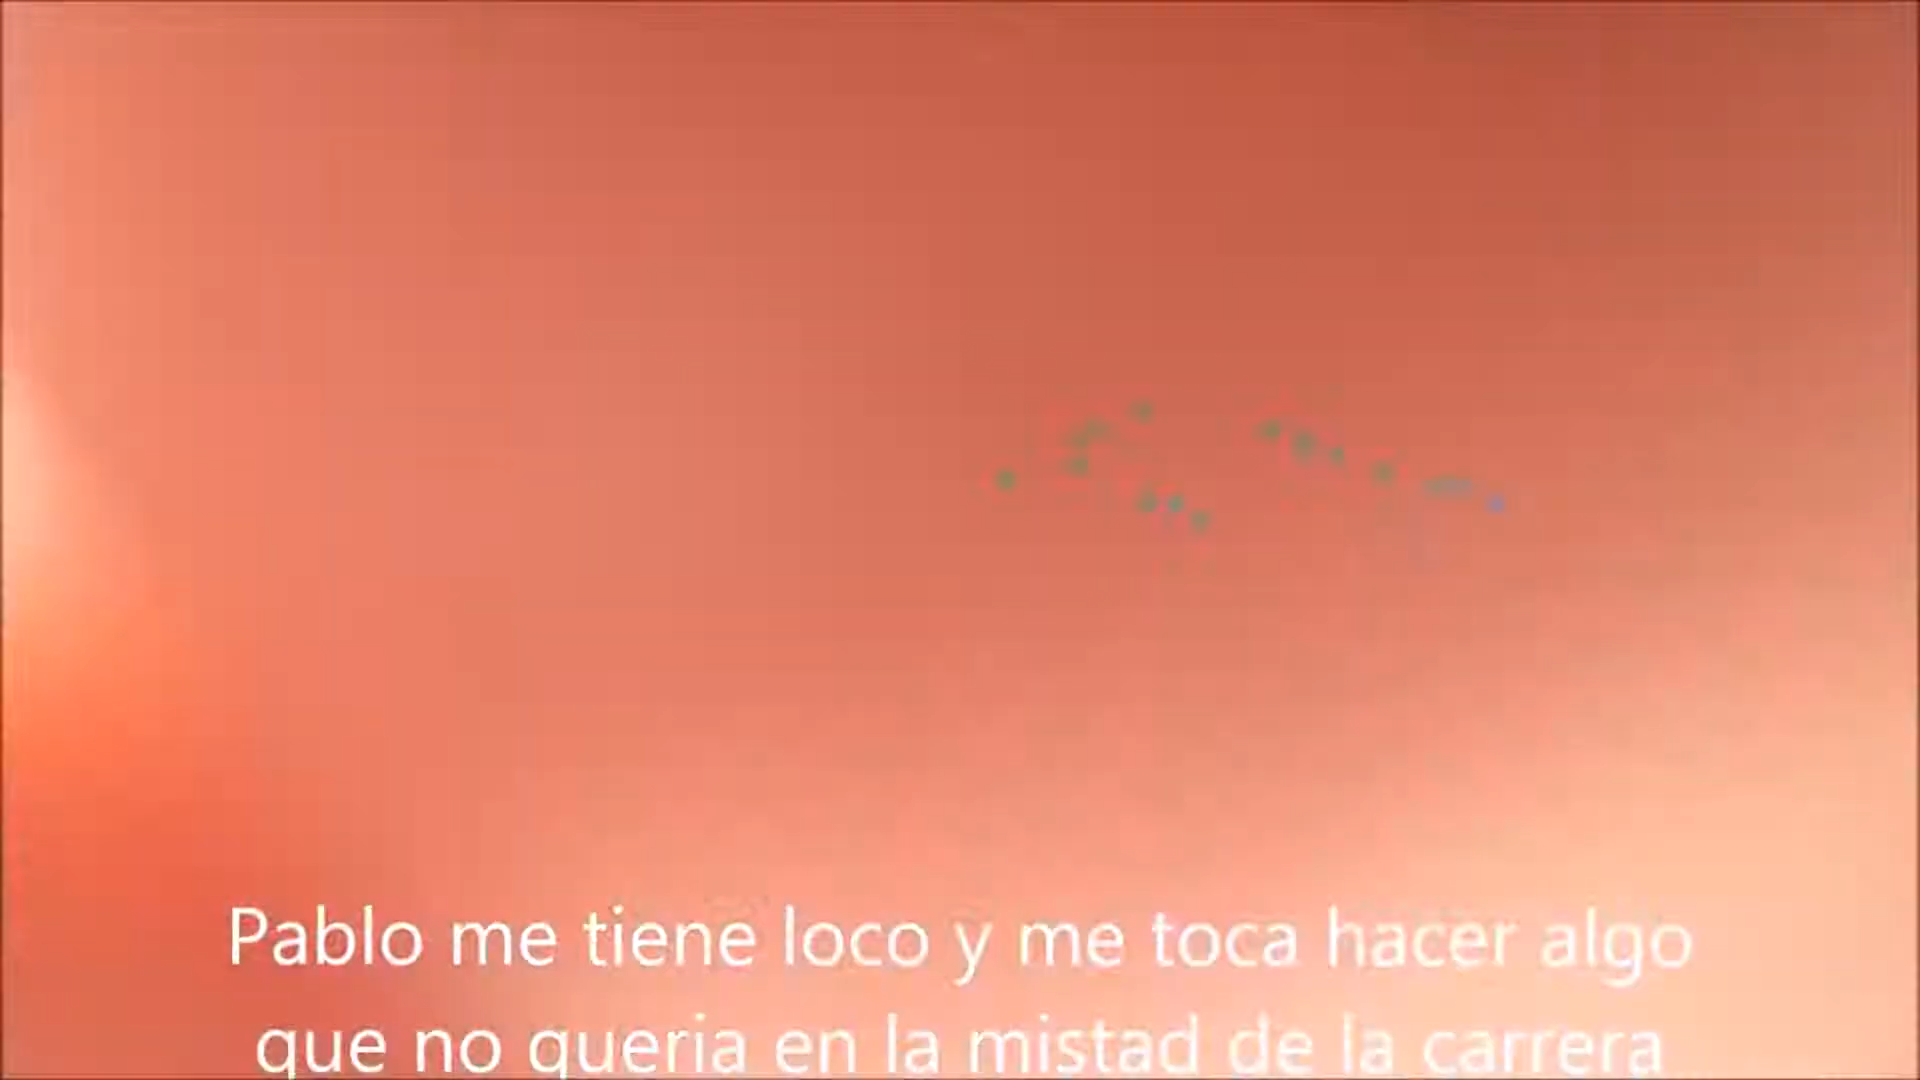 Pablo me tiene loco y me toca hacer algo
que no queria en la mistad de la carrera